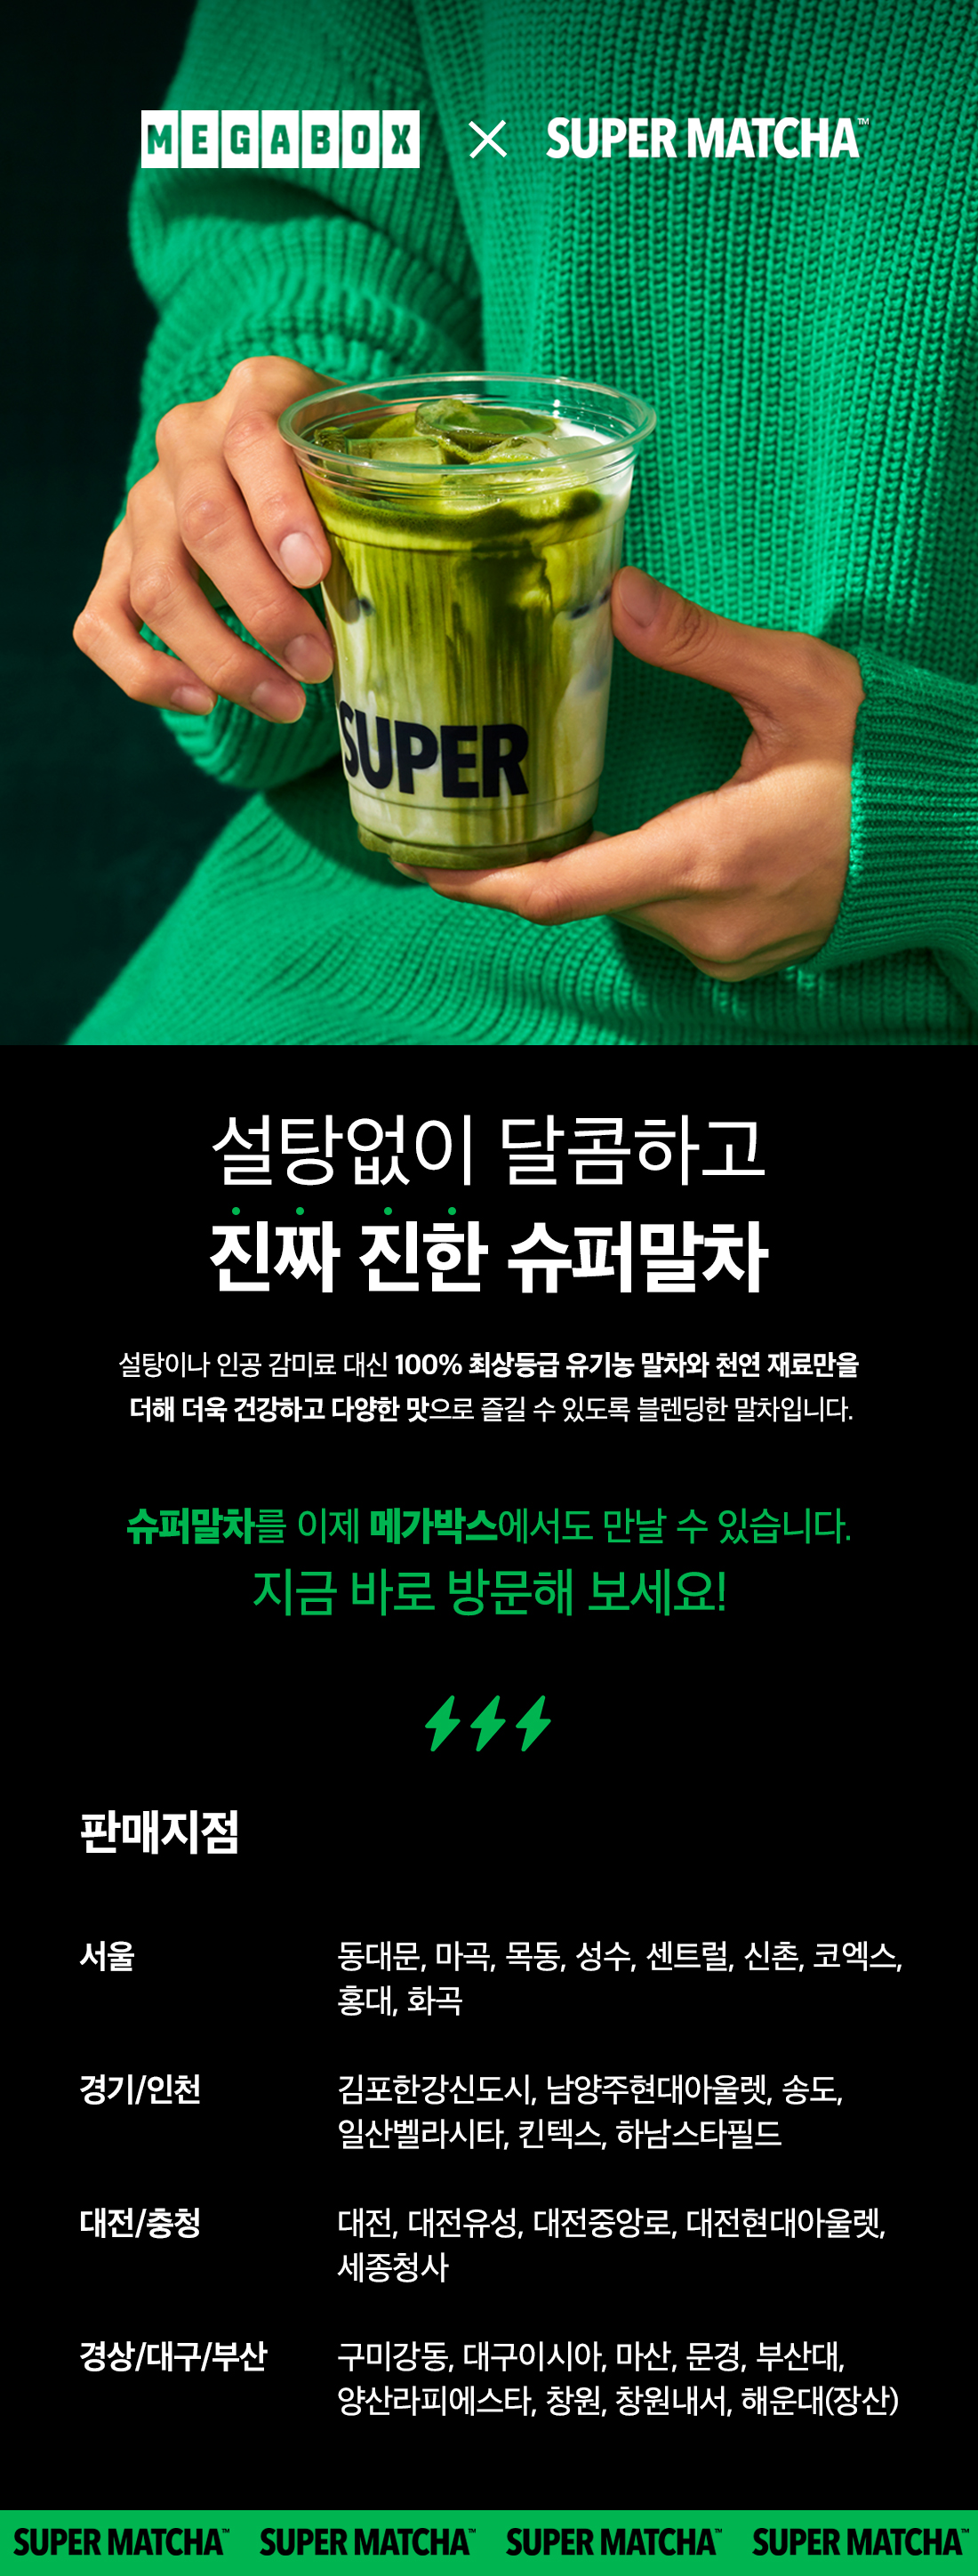 MEGABOX × SUPER MATCHA™
SUPER
설탕없이 달콤하고
진짜 진한 슈퍼말차
설탕이나 인공 감미료 대신 100% 최상등급 유기농 말차와 천연 재료만을
더해 더욱 건강하고 다양한 맛으로 즐길 수 있도록 블렌딩한 말차입니다.
슈퍼말차를 이제 메가박스에서도 만날 수 있습니다.
지금 바로 방문해 보세요!
판매지점
서울 동대문, 마곡, 목동, 성수, 센트럴, 신촌, 코엑스,
홍대, 화곡
경기/인천 김포한강신도시, 남양주현대아울렛, 송도,
일산벨라시타, 킨텍스, 하남스타필드
대전/충청 대전, 대전유성, 대전중앙로, 대전현대아울렛,
세종청사
경상/대구/부산 구미강동, 대구이시아, 마산, 문경, 부산대,
양산라피에스타, 창원, 창원내서, 해운대(장산)
SUPER MATCHA™ SUPER MATCHA™ SUPER MATCHA™ SUPER MATCHA™